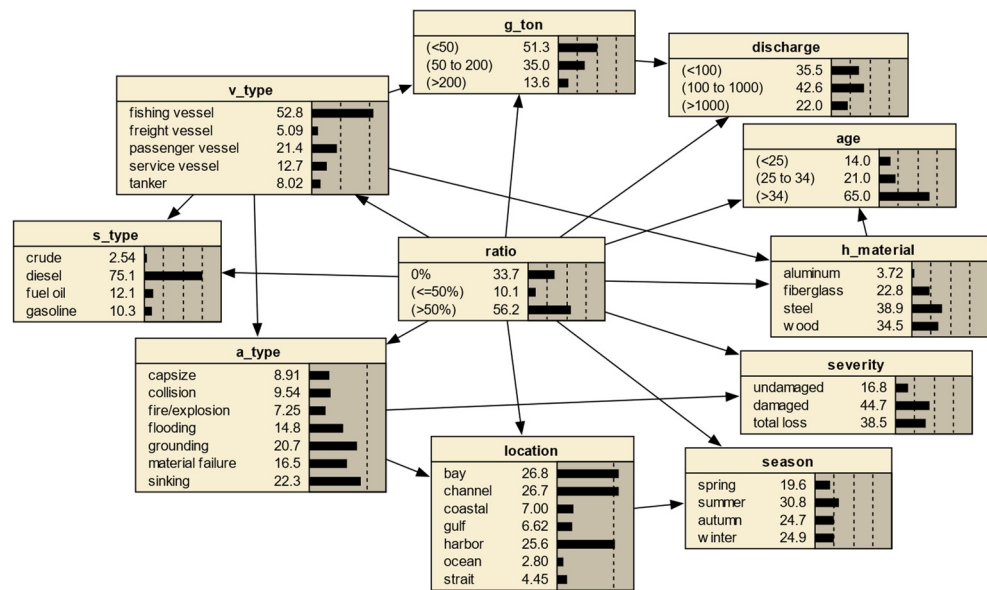 g_ton
(<50) 51.3
(50 to 200) 35.0
(>200) 13.6
discharge
(<100) 35.5
(100 to 1000) 42.6
(>1000) 22.0
v_type
fishing vessel 52.8
freight vessel 5.09
passenger vessel 21.4
service vessel 12.7
tanker 8.02
age
(<25) 14.0
(25 to 34) 21.0
(>34) 65.0
s_type
crude 2.54
diesel 75.1
fuel oil 12.1
gasoline 10.3
ratio
0% 33.7
(<=50%) 10.1
(>50%) 56.2
h_material
aluminum 3.72
fiberglass 22.8
steel 38.9
wood 34.5
a_type
capsize 8.91
collision 9.54
fire/explosion 7.25
flooding 14.8
grounding 20.7
material failure 16.5
sinking 22.3
severity
undamaged 16.8
damaged 44.7
total loss 38.5
location
bay 26.8
channel 26.7
coastal 7.00
gulf 6.62
harbor 25.6
ocean 2.80
strait 4.45
season
spring 19.6
summer 30.8
autumn 24.7
winter 24.9